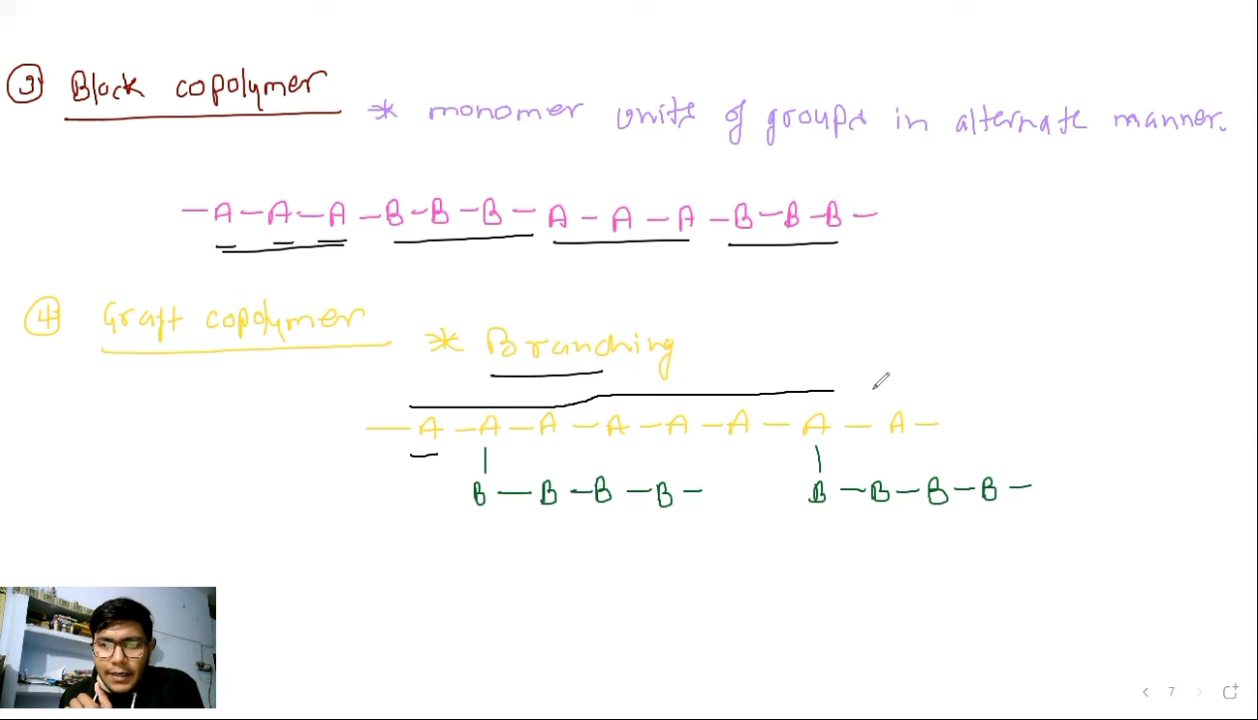 ③ Block copolymer
* monomer units of groups in alternate manner.
—A—A—A—B—B—B—A—A—A—B—B—B—
④ Graft copolymer
* Branching
—A—A—A—A—A—A—A—A—
B—B—B—B— B—B—B—B—
7